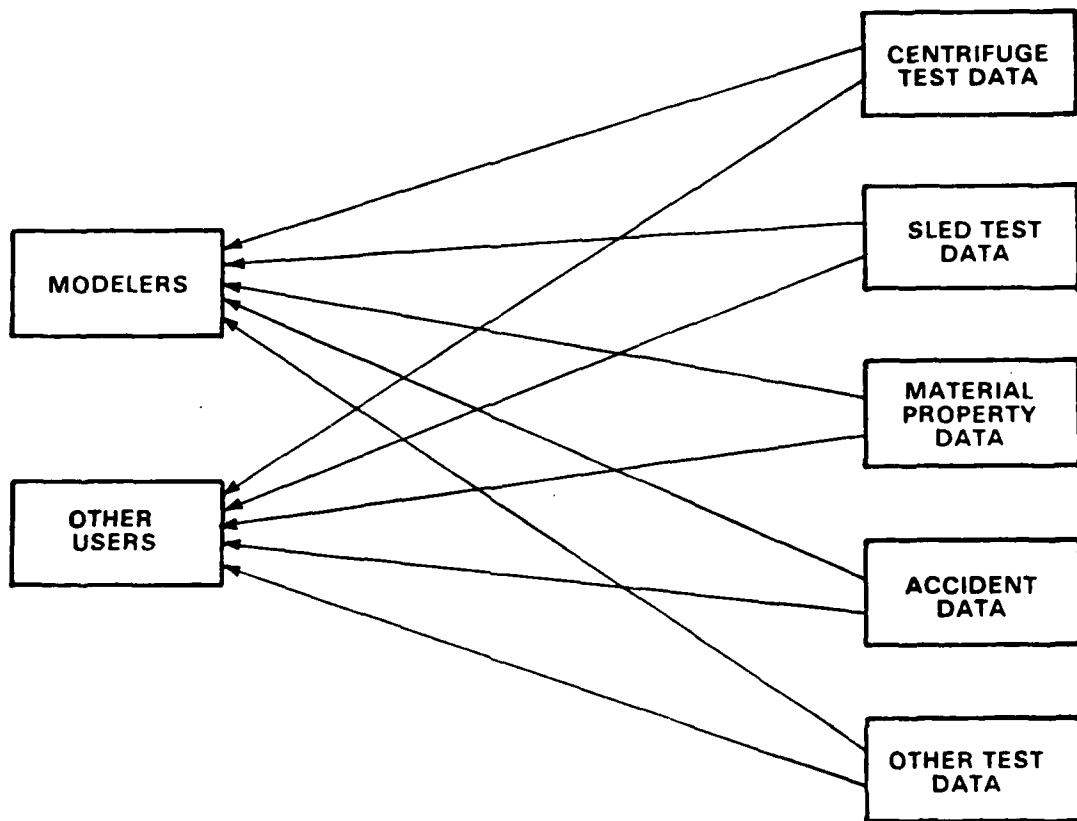 CENTRIFUGE
TEST DATA
SLED TEST
DATA
MODELERS
MATERIAL
PROPERTY
DATA
OTHER
USERS
ACCIDENT
DATA
OTHER TEST
DATA